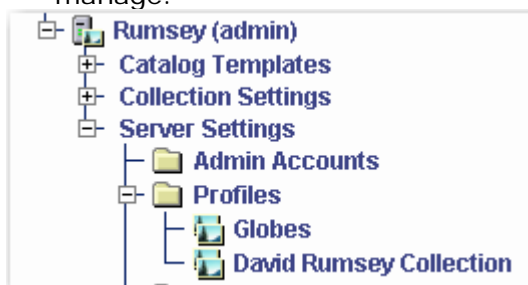 manage.
Rumsey (admin)
Catalog Templates
Collection Settings
Server Settings
Admin Accounts
Profiles
Globes
David Rumsey Collection